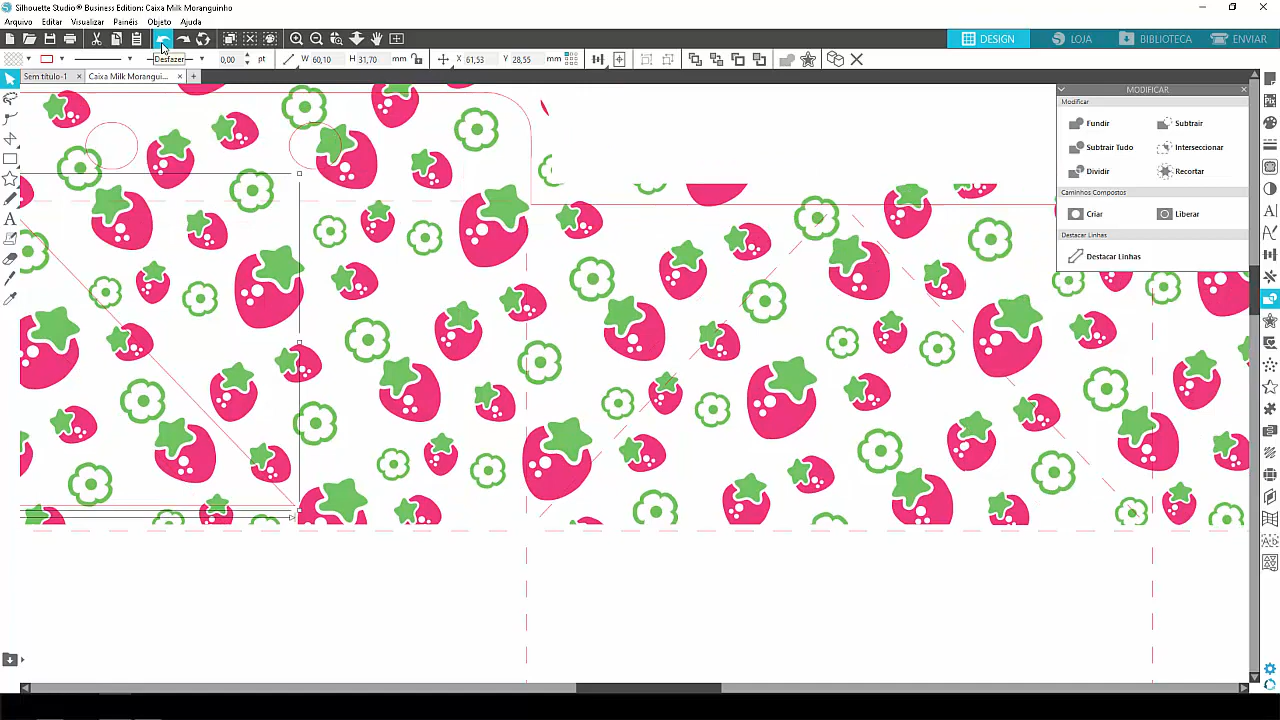 Silhouette Studio® Business Edition: Caixa Milk Moranguinho
Arquivo Editar Visualizar Painéis Objeto Ajuda
DESIGN LOJA BIBLIOTECA ENVIAR
Desfazer 0,00 pt W 60,10 H 31,70 mm X 61,53 Y 28,55 mm
Sem título-1 Caixa Milk Morangui...
MODIFICAR
Modificar
Fundir Subtrair
Subtrair Tudo Interseccionar
Dividir Recortar
Caminhos Compostos
Criar Liberar
Destacar Linhas
Destacar Linhas